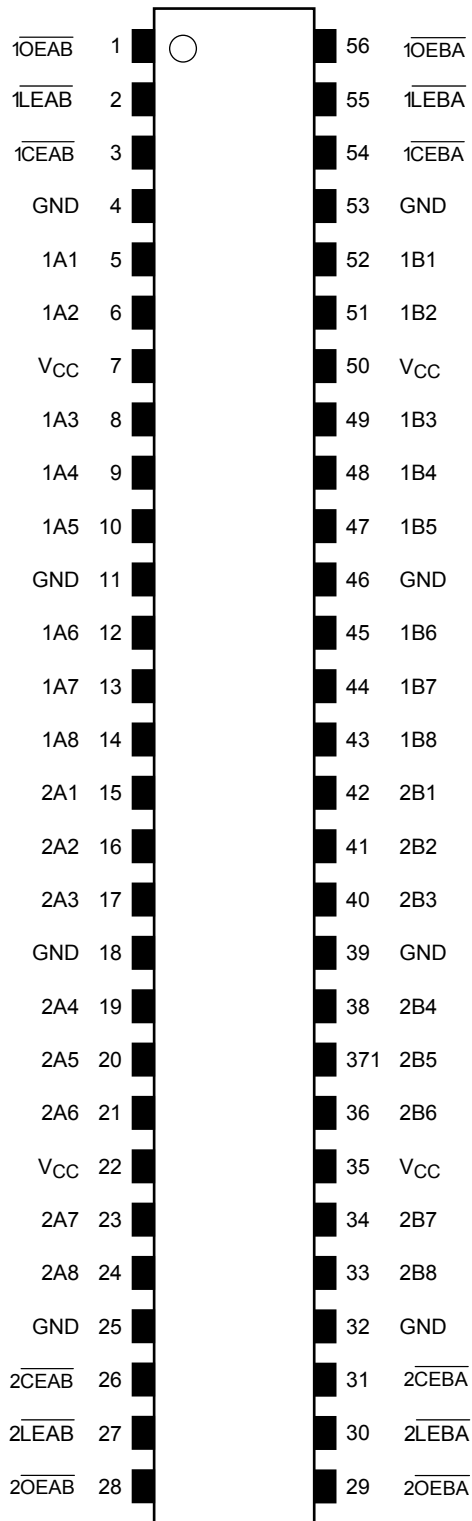 1OEAB 1 56 1OEBA
1LEAB 2 55 1LEBA
1CEAB 3 54 1CEBA
GND 4 53 GND
1A1 5 52 1B1
1A2 6 51 1B2
VCC 7 50 VCC
1A3 8 49 1B3
1A4 9 48 1B4
1A5 10 47 1B5
GND 11 46 GND
1A6 12 45 1B6
1A7 13 44 1B7
1A8 14 43 1B8
2A1 15 42 2B1
2A2 16 41 2B2
2A3 17 40 2B3
GND 18 39 GND
2A4 19 38 2B4
2A5 20 371 2B5
2A6 21 36 2B6
VCC 22 35 VCC
2A7 23 34 2B7
2A8 24 33 2B8
GND 25 32 GND
2CEAB 26 31 2CEBA
2LEAB 27 30 2LEBA
2OEAB 28 29 2OEBA